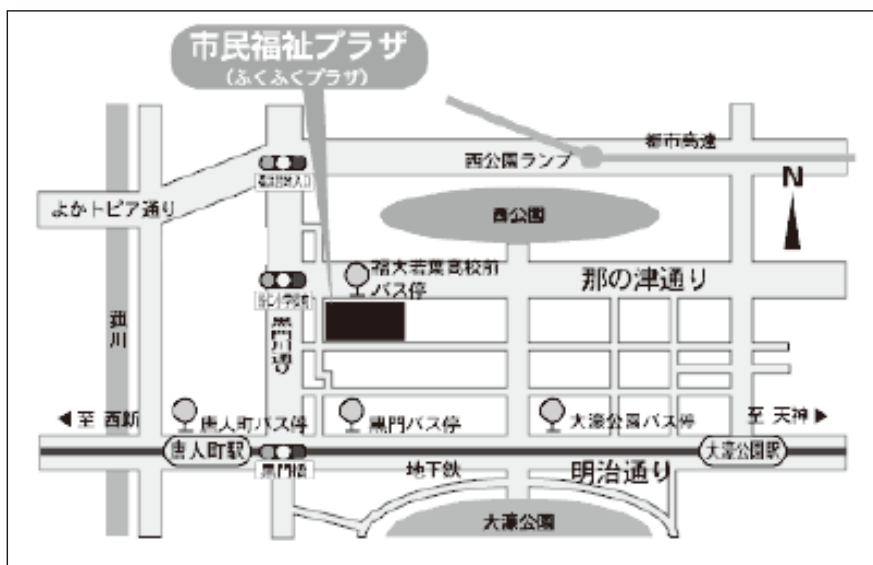 市民福祉プラザ
(ふくふくプラザ)
都市高速
西公園ランプ
N
よかトピア通り
西公園
福大若葉高校前
バス停
那の津通り
黒門川通り
至 西新
唐人町バス停
黒門バス停
大濠公園バス停
至 天神
唐人町駅
黒門橋
地下鉄
明治通り
大濠公園駅
大濠公園